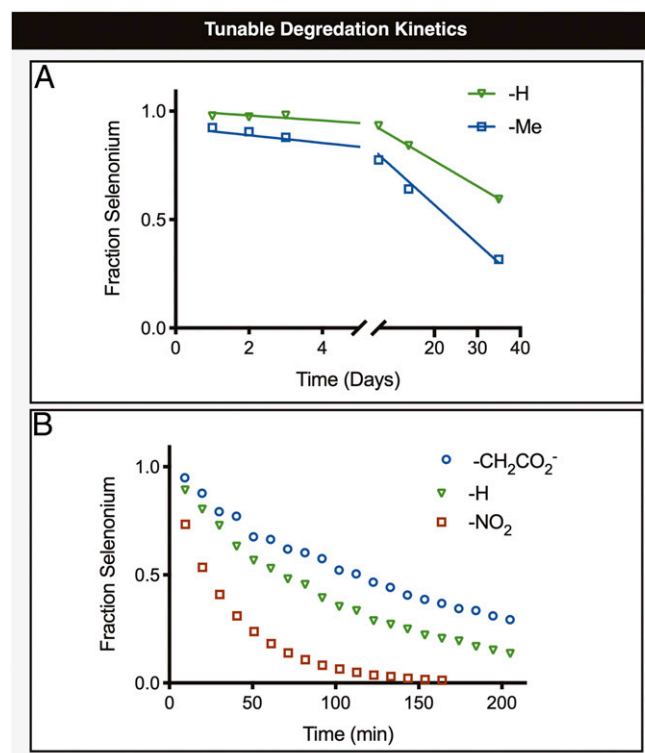 Tunable Degredation Kinetics
A
-H
-Me
1.0
0.5
0.0
Fraction Selenonium
0 2 4 20 30 40
Time (Days)
B
-CH₂CO₂⁻
-H
-NO₂
1.0
0.5
0.0
Fraction Selenonium
0 50 100 150 200
Time (min)